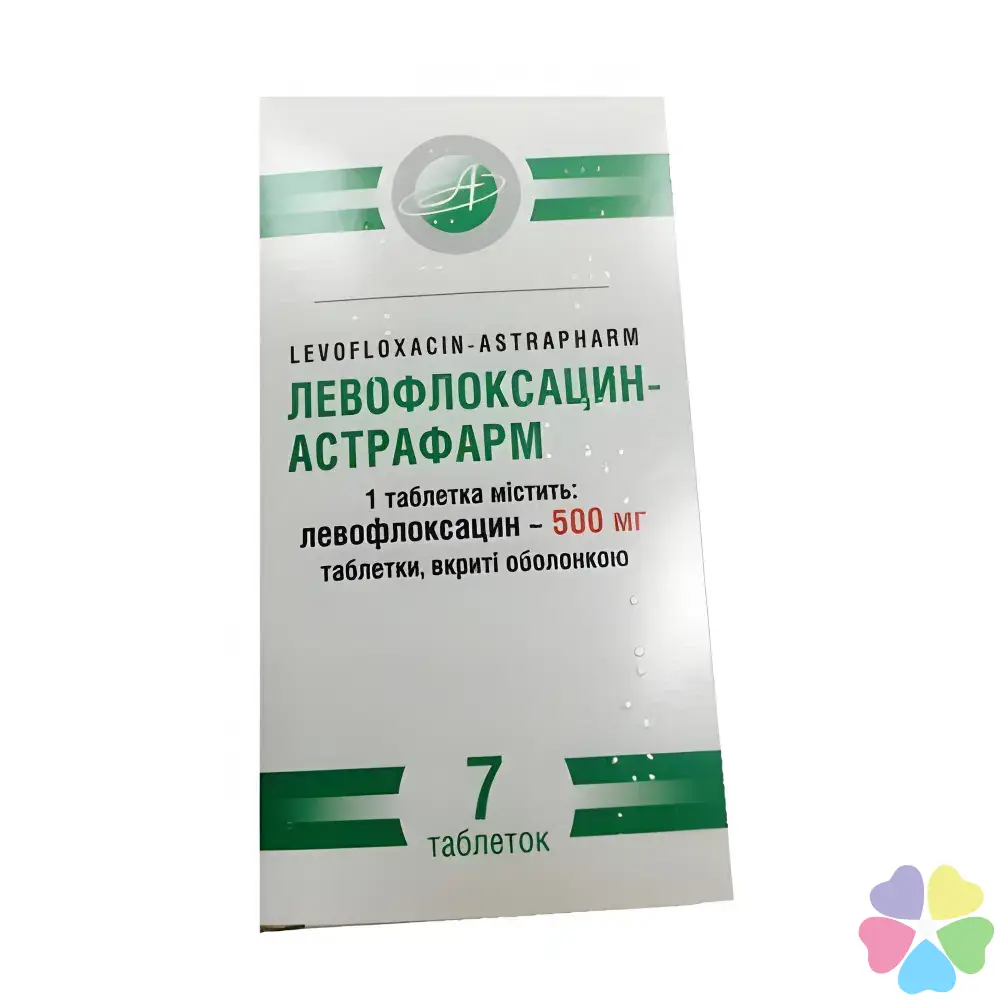 LEVOFLOXACIN-ASTRAPHARM
ЛЕВОФЛОКСАЦИН-
АСТРАФАРМ
1 таблетка містить:
левофлоксацин – 500 мг
таблетки, вкриті оболонкою
7
таблеток